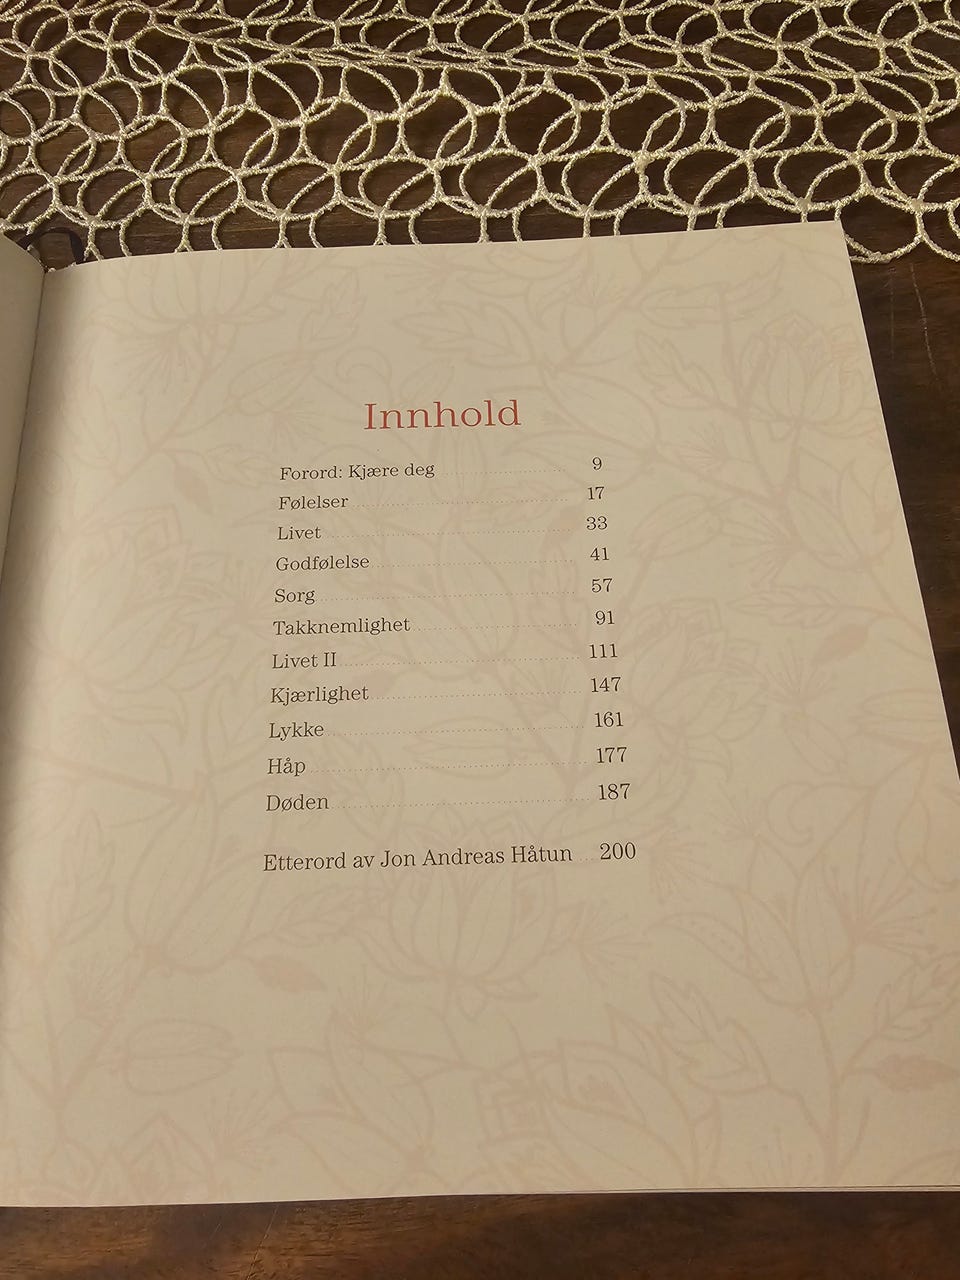 Innhold
Forord: Kjære deg 9
Følelser 17
Livet 33
Godfølelse 41
Sorg 57
Takknemlighet 91
Livet II 111
Kjærlighet 147
Lykke 161
Håp 177
Døden 187
Etterord av Jon Andreas Håtun 200